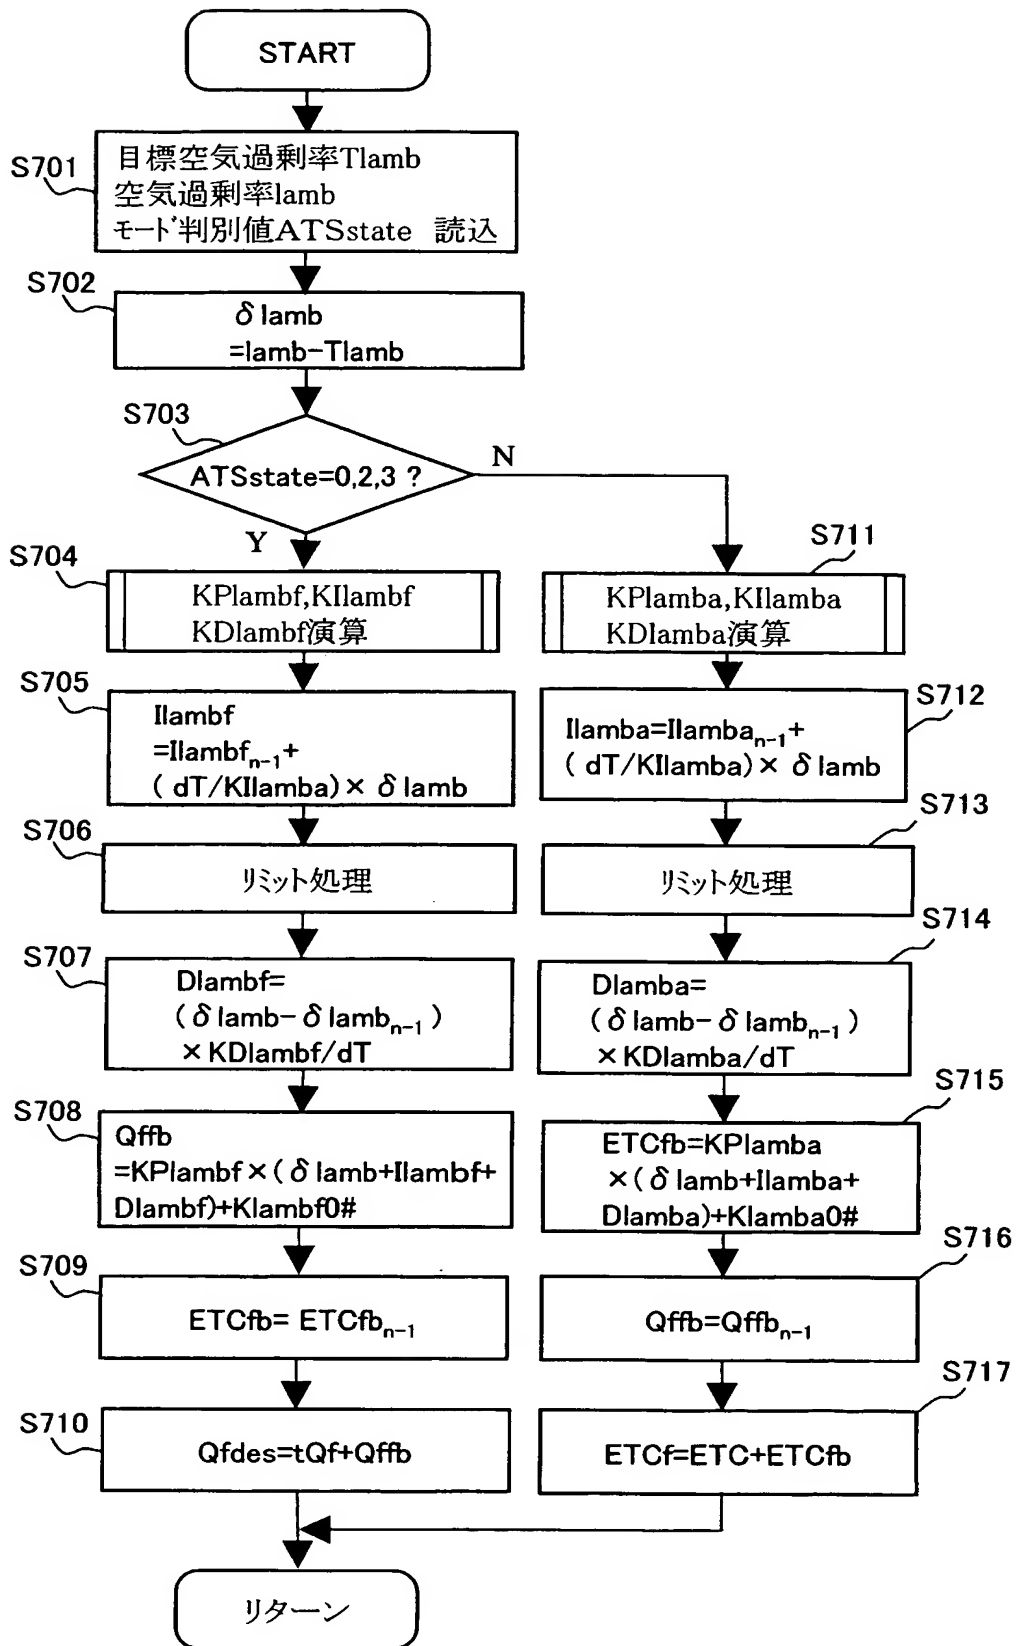 START
S701
目標空気過剰率Tlamb
空気過剰率lamb
モード判別値ATSstate 読込
S702
δlamb
=lamb-Tlamb
S703
ATSstate=0,2,3 ?
N
Y
S704
KPlambf,KIlambf
KDlambf演算
S705
Ilambf
=Ilambfn-1+
(dT/KIlamba)×δlamb
S706
リミット処理
S707
Dlambf=
(δlamb-δlambn-1)
×KDlambf/dT
S708
Qffb
=KPlambf×(δlamb+Ilambf+
Dlambf)+Klambf0#
S709
ETCfb= ETCfbn-1
S710
Qfdes=tQf+Qffb
S711
KPlamba,KIlamba
KDlamba演算
S712
Ilamba=Ilamban-1+
(dT/KIlamba)×δlamb
S713
リミット処理
S714
Dlamba=
(δlamb-δlambn-1)
×KDlamba/dT
S715
ETCfb=KPlamba
×(δlamb+Ilamba+
Dlamba)+Klamba0#
S716
Qffb=Qffbn-1
S717
ETCf=ETC+ETCfb
リターン